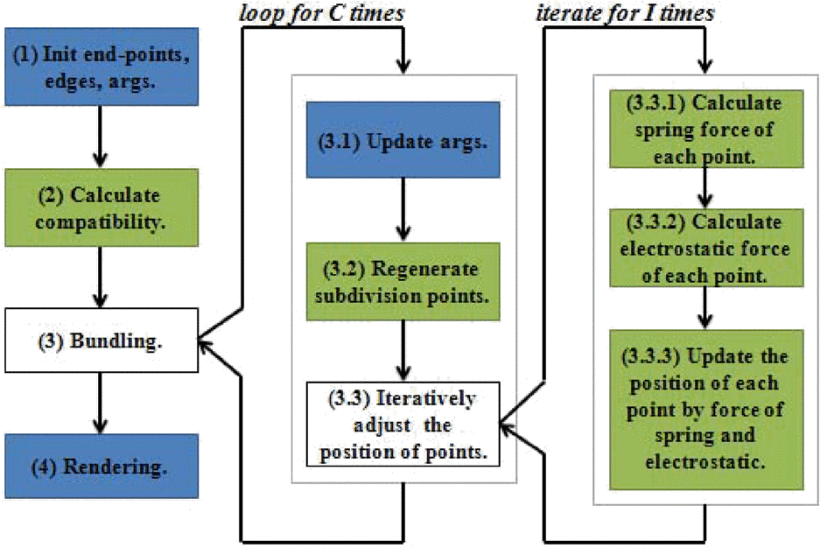 loop for C times
iterate for I times
(1) Init end-points,
edges, args.
(2) Calculate
compatibility.
(3) Bundling.
(4) Rendering.
(3.1) Update args.
(3.2) Regenerate
subdivision points.
(3.3) Iteratively
adjust the
position of points.
(3.3.1) Calculate
spring force of
each point.
(3.3.2) Calculate
electrostatic force
of each point.
(3.3.3) Update the
position of each
point by force of
spring and
electrostatic.